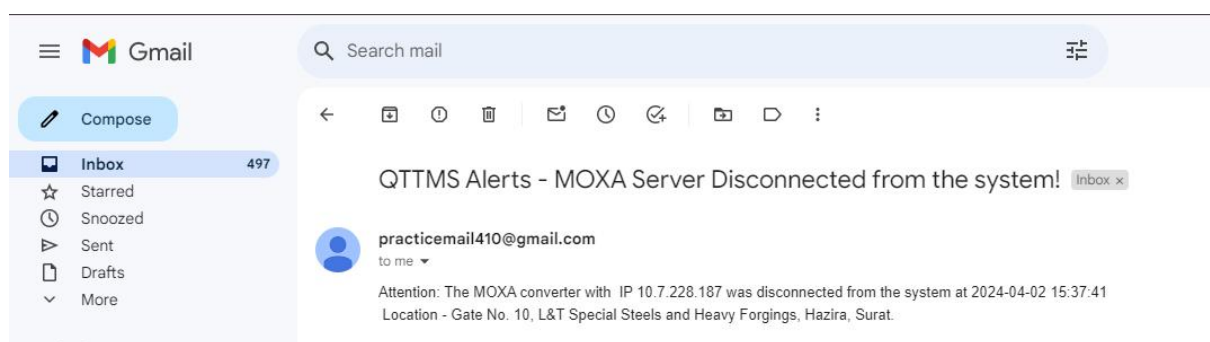 Gmail
Search mail
Compose
Inbox 497
Starred
Snoozed
Sent
Drafts
More
QTTMS Alerts - MOXA Server Disconnected from the system! Inbox x
practicemail410@gmail.com
to me
Attention: The MOXA converter with IP 10.7.228.187 was disconnected from the system at 2024-04-02 15:37:41
Location - Gate No. 10, L&T Special Steels and Heavy Forgings, Hazira, Surat.